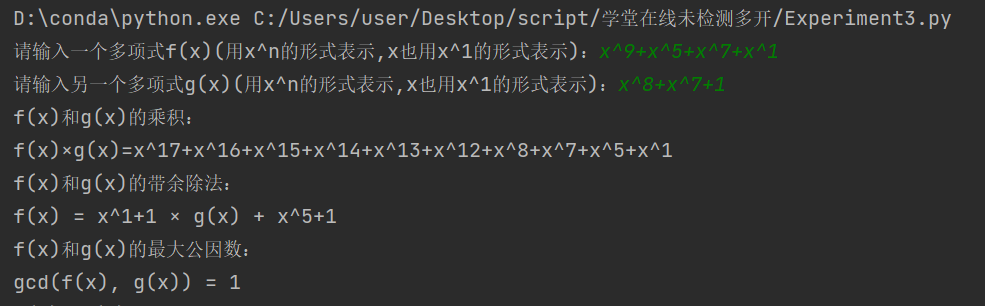 D:\conda\python.exe C:/Users/user/Desktop/script/学堂在线未检测多开/Experiment3.py
请输入一个多项式f(x)(用x^n的形式表示,x也用x^1的形式表示): x^9+x^5+x^7+x^1
请输入另一个多项式g(x)(用x^n的形式表示,x也用x^1的形式表示): x^8+x^7+1
f(x)和g(x)的乘积:
f(x)×g(x)=x^17+x^16+x^15+x^14+x^13+x^12+x^8+x^7+x^5+x^1
f(x)和g(x)的带余除法:
f(x) = x^1+1 × g(x) + x^5+1
f(x)和g(x)的最大公因数:
gcd(f(x), g(x)) = 1